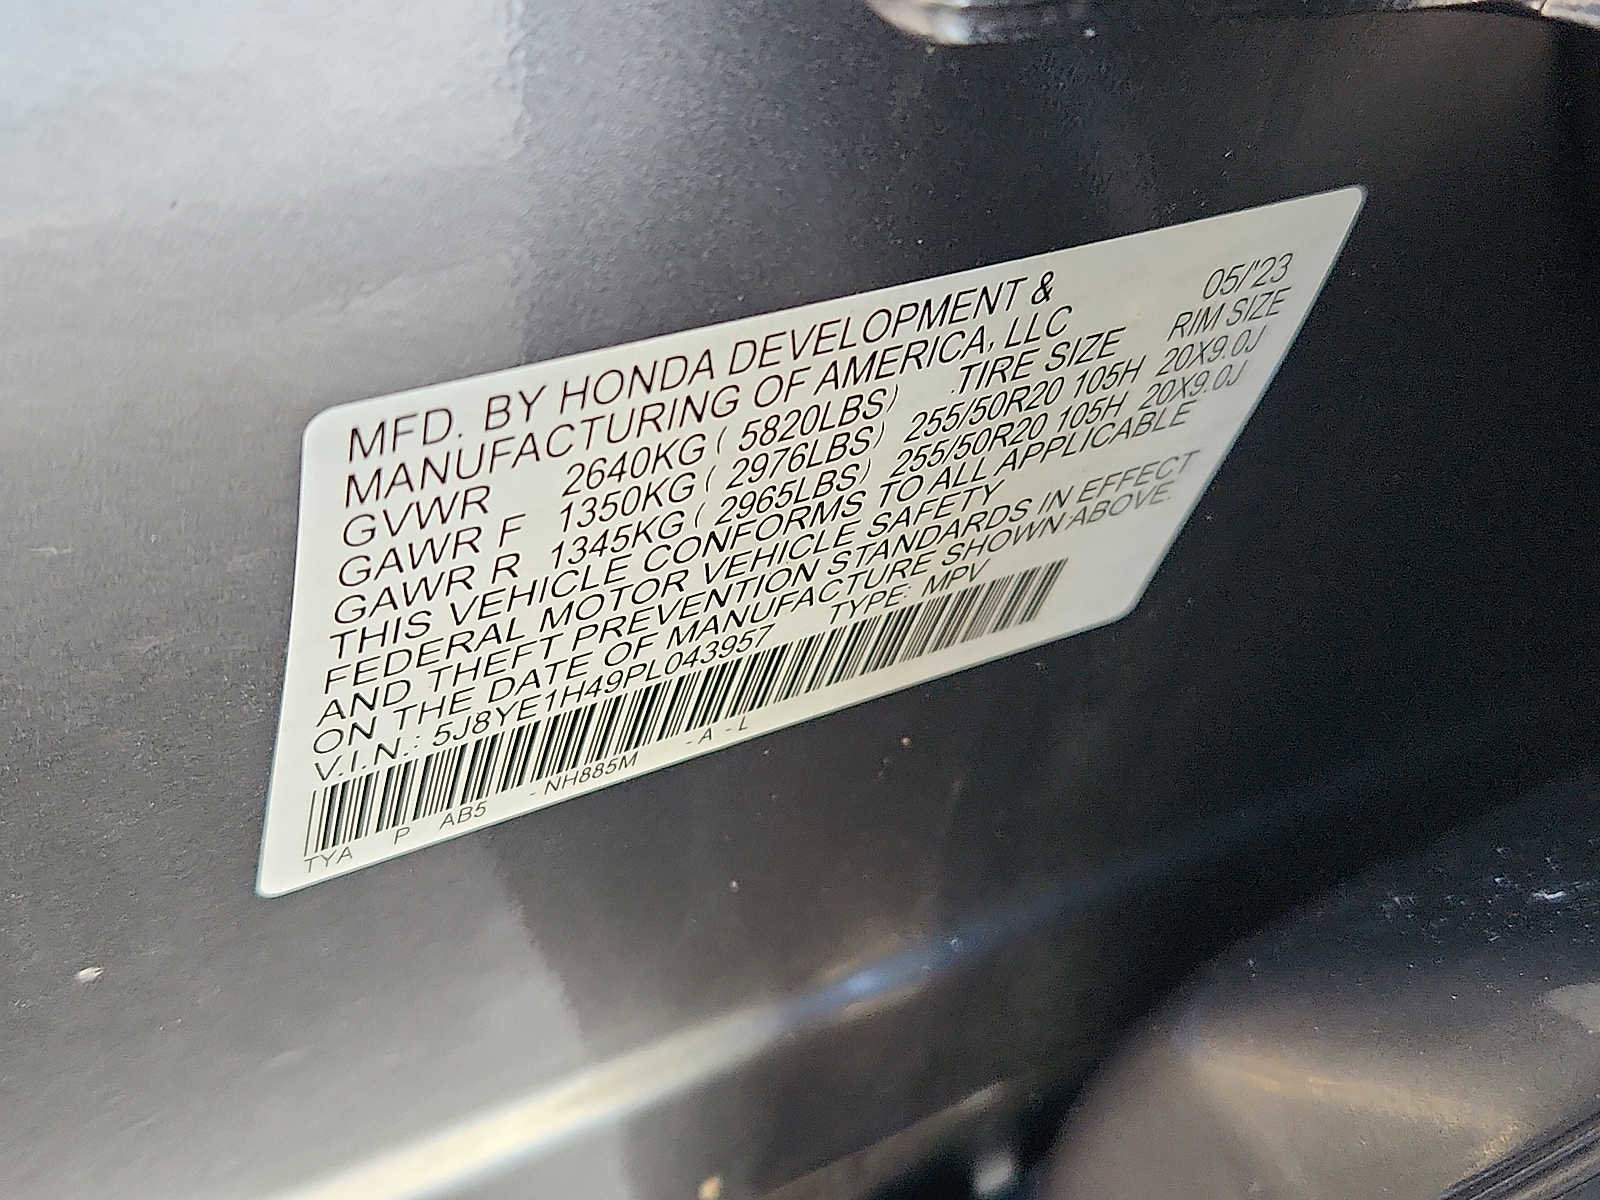 MFD. BY HONDA DEVELOPMENT & 05/'23
MANUFACTURING OF AMERICA, LLC RIM SIZE
GVWR 2640KG ( 5820LBS) TIRE SIZE
GAWR F 1350KG ( 2976LBS) 255/50R20 105H 20X9.0J
GAWR R 1345KG ( 2965LBS) 255/50R20 105H 20X9.0J
THIS VEHICLE CONFORMS TO ALL APPLICABLE
FEDERAL MOTOR VEHICLE SAFETY
AND THEFT PREVENTION STANDARDS IN EFFECT
ON THE DATE OF MANUFACTURE SHOWN ABOVE.
V.I.N.: 5J8YE1H49PL043957 TYPE: MPV
TYA P AB5 - NH885M - A - L